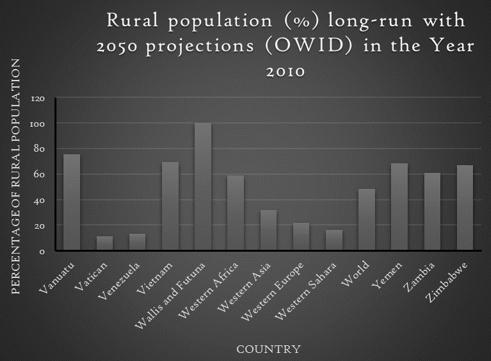 Rural population (%) long-run with
2050 projections (OWID) in the Year
2010
PERCENTAGE OF RURAL POPULATION
120
100
80
60
40
20
0
Vanuatu
Vatican
Venezuela
Vietnam
Wallis and Futuna
Western Africa
Western Asia
Western Europe
Western Sahara
World
Yemen
Zambia
Zimbabwe
COUNTRY